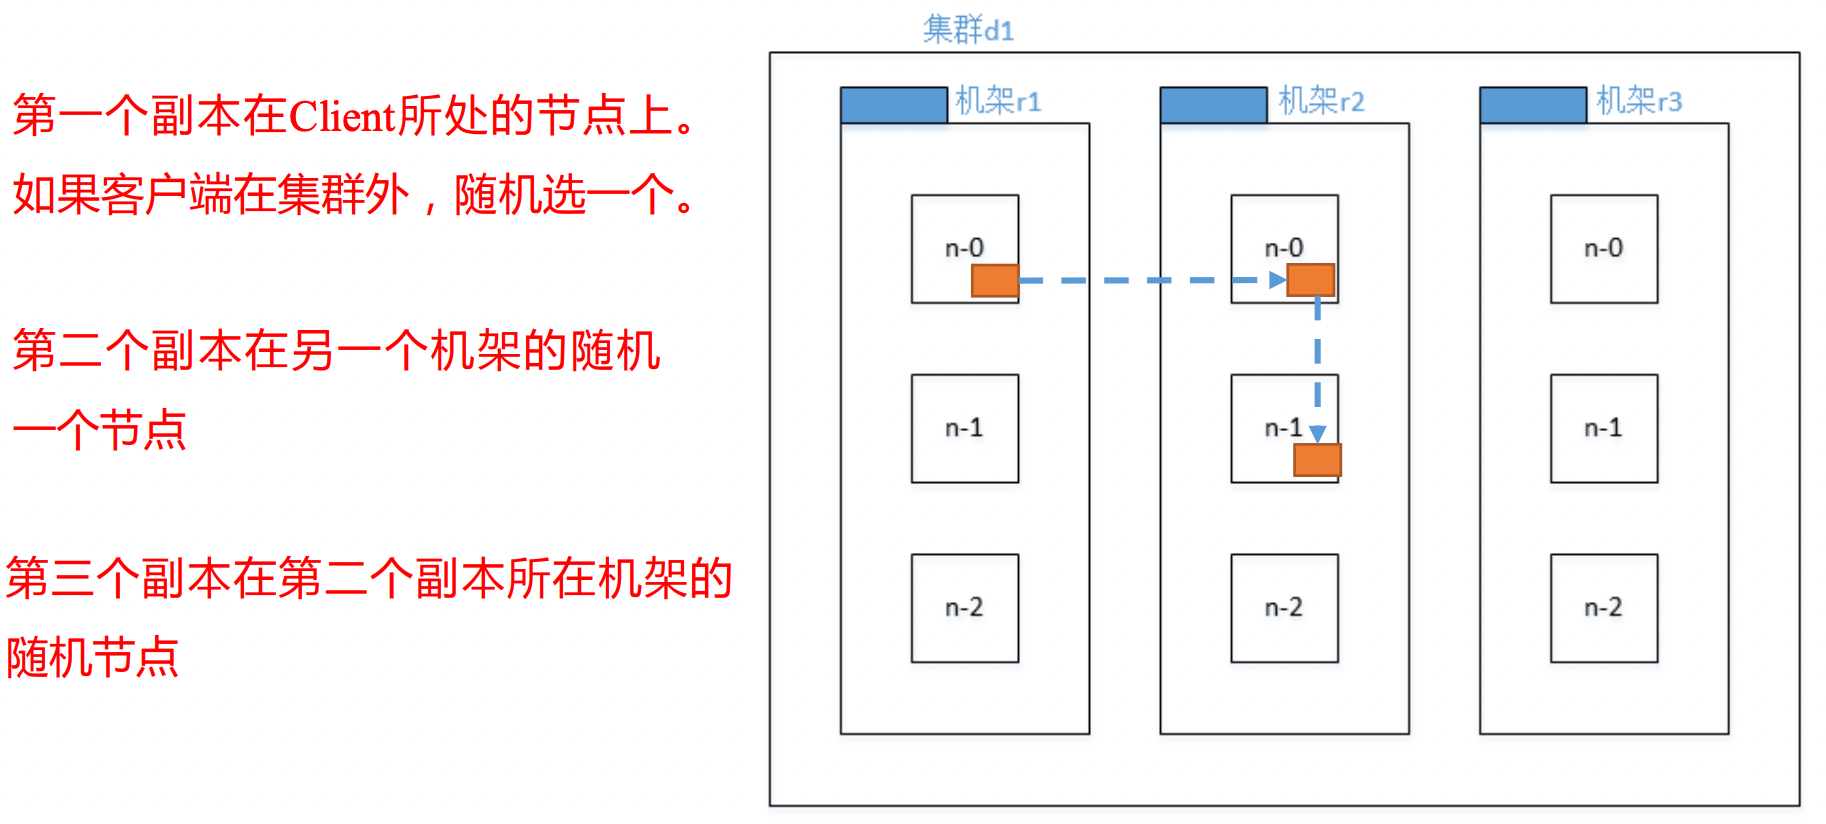 第一个副本在Client所处的节点上。
如果客户端在集群外，随机选一个。
第二个副本在另一个机架的随机
一个节点
第三个副本在第二个副本所在机架的
随机节点
集群d1
机架r1
机架r2
机架r3
n-0
n-0
n-0
n-1
n-1
n-1
n-2
n-2
n-2